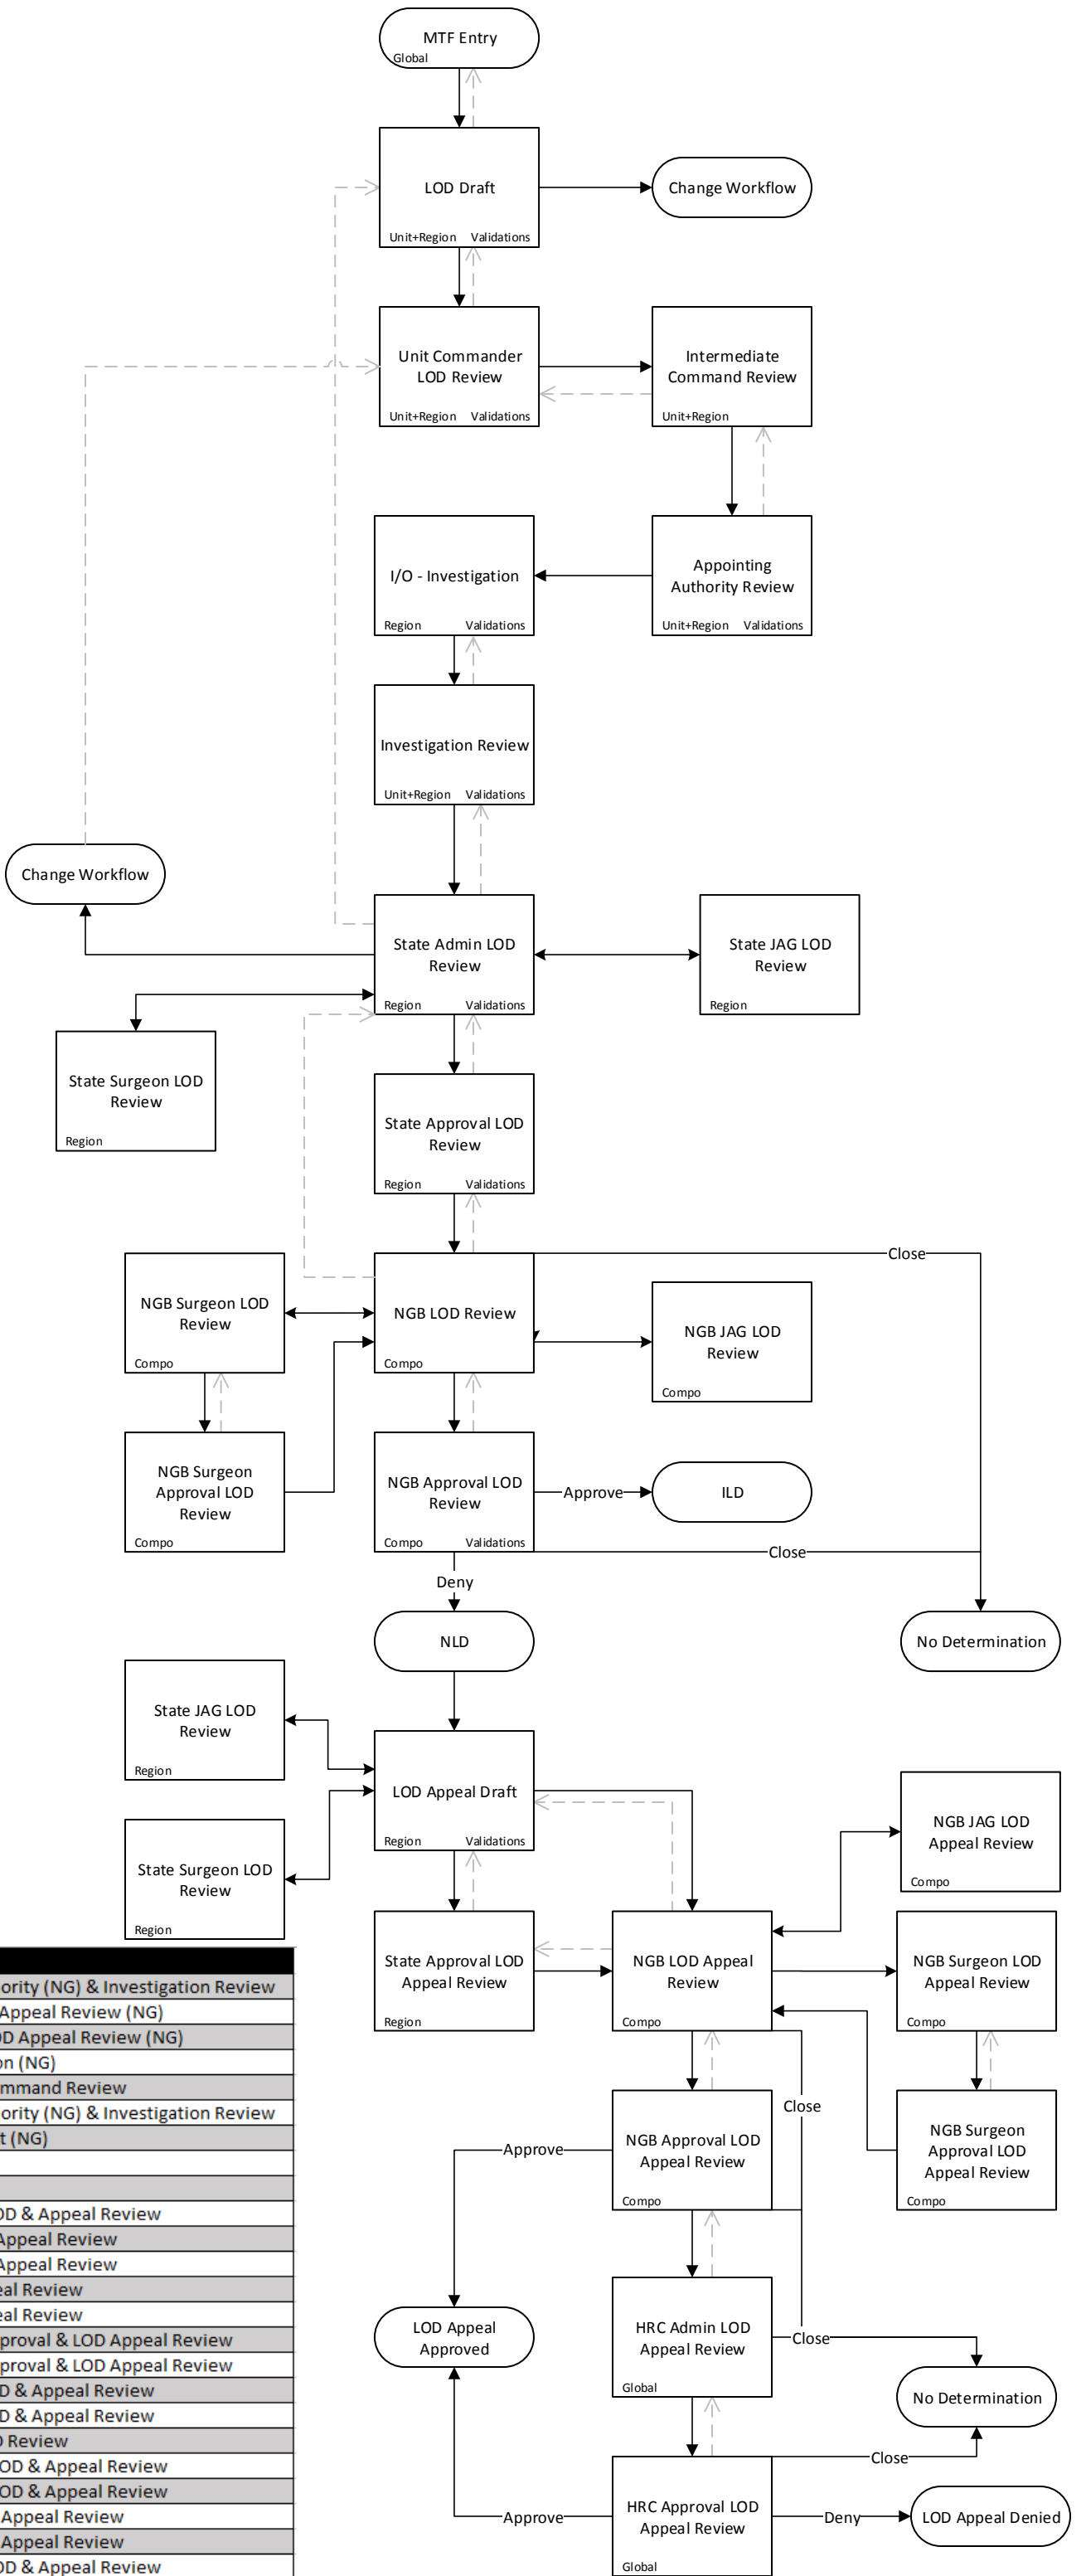 MTF Entry
Global
LOD Draft
Unit+Region Validations
Change Workflow
Unit Commander
LOD Review
Unit+Region Validations
Intermediate
Command Review
Unit+Region
I/O - Investigation
Region Validations
Appointing
Authority Review
Unit+Region Validations
Investigation Review
Unit+Region Validations
Change Workflow
State Admin LOD
Review
Region Validations
State JAG LOD
Review
Region
State Surgeon LOD
Review
Region
State Approval LOD
Review
Region Validations
Close
NGB Surgeon LOD
Review
Compo
NGB LOD Review
Compo
NGB JAG LOD
Review
Compo
NGB Surgeon
Approval LOD
Review
Compo
NGB Approval LOD
Review
Compo Validations
Approve
ILD
Close
Deny
NLD
No Determination
State JAG LOD
Review
Region
LOD Appeal Draft
Region Validations
State Surgeon LOD
Review
Region
NGB JAG LOD
Appeal Review
Compo
State Approval LOD
Appeal Review
Region
NGB LOD Appeal
Review
Compo
NGB Surgeon LOD
Appeal Review
Compo
Close
NGB Approval LOD
Appeal Review
Compo
NGB Surgeon
Approval LOD
Appeal Review
Compo
Approve
LOD Appeal
Approved
HRC Admin LOD
Appeal Review
Global
Close
No Determination
Close
HRC Approval LOD
Appeal Review
Global
Approve
Deny
LOD Appeal Denied
ority (NG) & Investigation Review
Appeal Review (NG)
OD Appeal Review (NG)
on (NG)
mmand Review
ority (NG) & Investigation Review
t (NG)
OD & Appeal Review
Appeal Review
Appeal Review
eal Review
eal Review
proval & LOD Appeal Review
proval & LOD Appeal Review
D & Appeal Review
D & Appeal Review
D Review
OD & Appeal Review
OD & Appeal Review
Appeal Review
Appeal Review
OD & Appeal Review